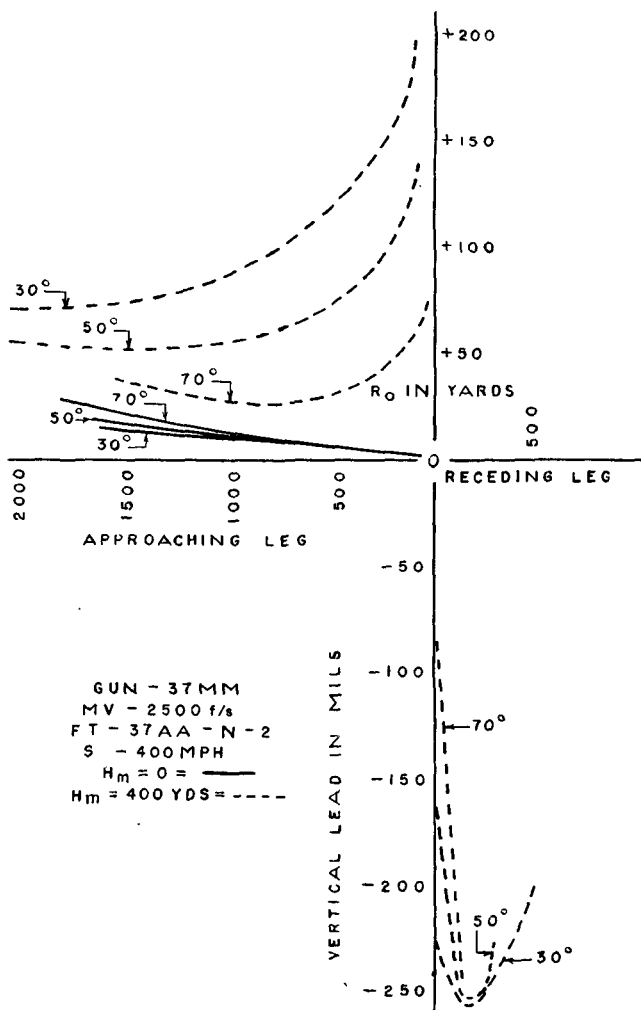 +200
+150
+100
+50
30°
50°
70°
R₀ IN YARDS
70°
50°
30°
500
0
RECEDING LEG
2000
1500
1000
500
APPROACHING LEG
-50
-100
-150
-200
-250
VERTICAL LEAD IN MILS
GUN - 37MM
MV - 2500 f/s
FT - 37AA - N - 2
S - 400 MPH
Hm = 0 =
Hm = 400 YDS =
70°
50°
30°